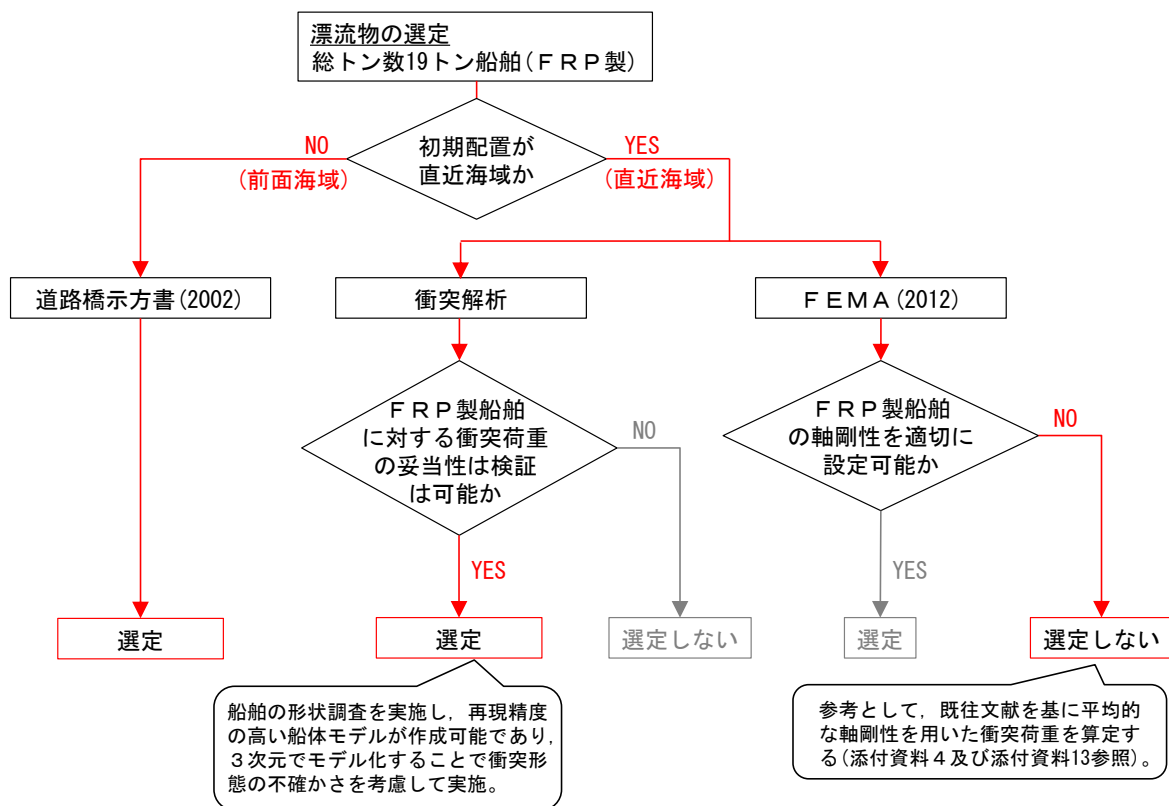 漂流物の選定
総トン数19トン船舶(ＦＲＰ製)
初期配置が
直近海域か
NO
(前面海域)
YES
(直近海域)
道路橋示方書(2002)
衝突解析
ＦＥＭＡ(2012)
ＦＲＰ製船舶
に対する衝突荷重
の妥当性は検証
は可能か
NO
YES
ＦＲＰ製船舶
の軸剛性を適切に
設定可能か
NO
YES
選定
選定
選定しない
選定
選定しない
船舶の形状調査を実施し，再現精度
の高い船体モデルが作成可能であり，
３次元でモデル化することで衝突形
態の不確かさを考慮して実施。
参考として，既往文献を基に平均的
な軸剛性を用いた衝突荷重を算定す
る(添付資料４及び添付資料13参照)。